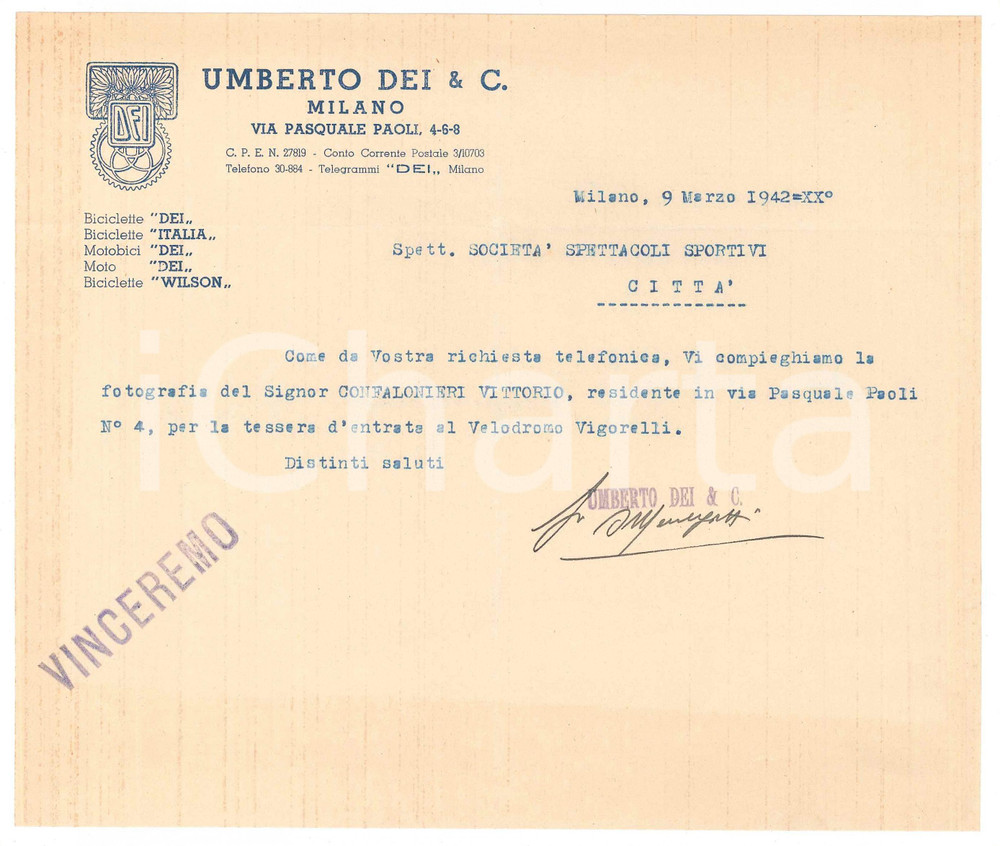 DEI
UMBERTO DEI & C.
MILANO
VIA PASQUALE PAOLI, 4-6-8
C. P. E. N. 27819 - Conto Corrente Postale 3/10703
Telefono 30-884 - Telegrammi "DEI„ Milano
Biciclette "DEI„
Biciclette "ITALIA„
Motobici "DEI„
Moto "DEI„
Biciclette "WILSON„
Milano, 9 Marzo 1942=XX°
Spett. SOCIETA' SPETTACOLI SPORTIVI
C I T T A'
Come da Vostra richiesta telefonica, Vi compieghiamo la
fotografia del Signor CONFALONIERI VITTORIO, residente in via Pasquale Paoli
N° 4, per la tessera d'entrata al Velodromo Vigorelli.
Distinti saluti
UMBERTO DEI & C.
VINCEREMO
iCharta